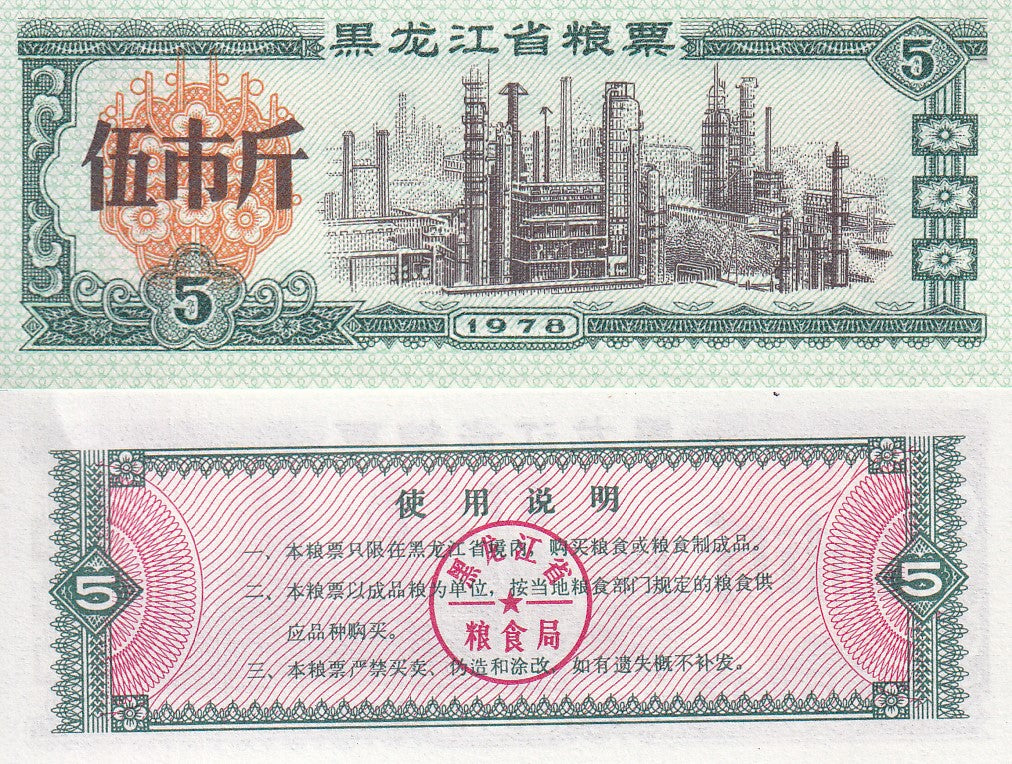 黑龙江省粮票
5
伍市斤
5
1978
使用说明
一、本粮票只限在黑龙江省境内，购买粮食或粮食制成品。
二、本粮票以成品粮为单位，按当地粮食部门规定的粮食供
应品种购买。
三、本粮票严禁买卖、伪造和涂改，如有遗失概不补发。
5
5
黑龙江省
粮食局